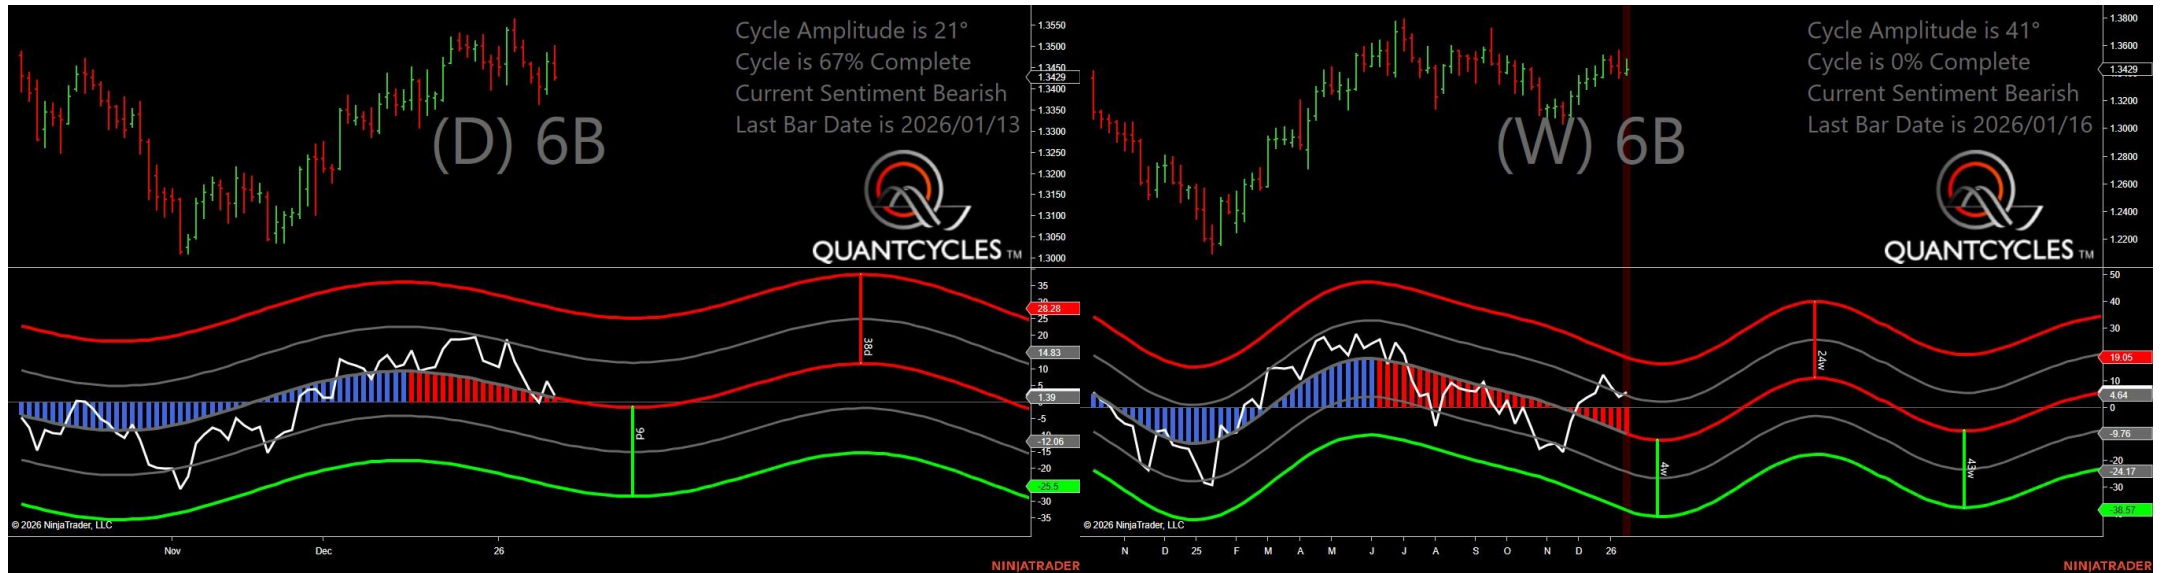 Cycle Amplitude is 21°
Cycle is 67% Complete
Current Sentiment Bearish
Last Bar Date is 2026/01/13
(D) 6B
QUANTCYCLES TM
1.3550
1.3500
1.3450
1.3429
1.3400
1.3350
1.3300
1.3250
1.3200
1.3150
1.3100
1.3050
1.3000
35
28.28
25
20
14.83
10
5
1.39
-5
-12.06
-15
-20
-25.5
-30
-35
38d
9d
© 2026 NinjaTrader, LLC
Nov
Dec
26
NINJATRADER
Cycle Amplitude is 41°
Cycle is 0% Complete
Current Sentiment Bearish
Last Bar Date is 2026/01/16
(W) 6B
QUANTCYCLES TM
1.3800
1.3600
1.3429
1.3200
1.3000
1.2800
1.2600
1.2400
1.2200
50
40
30
19.05
10
4.64
0
-9.76
-20
-24.17
-30
-38.57
24w
4w
43w
© 2026 NinjaTrader, LLC
N D 25 F M A M J J A S O N D 26
NINJATRADER